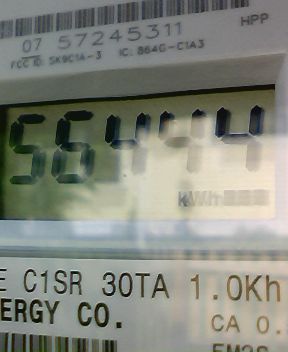 07 57245311 HPP
FCC ID: SK9C1A-3 IC: 864G-C1A3
56444
kWh
E C1SR 30TA 1.0Kh
ERGY CO. CA 0.
EM2S